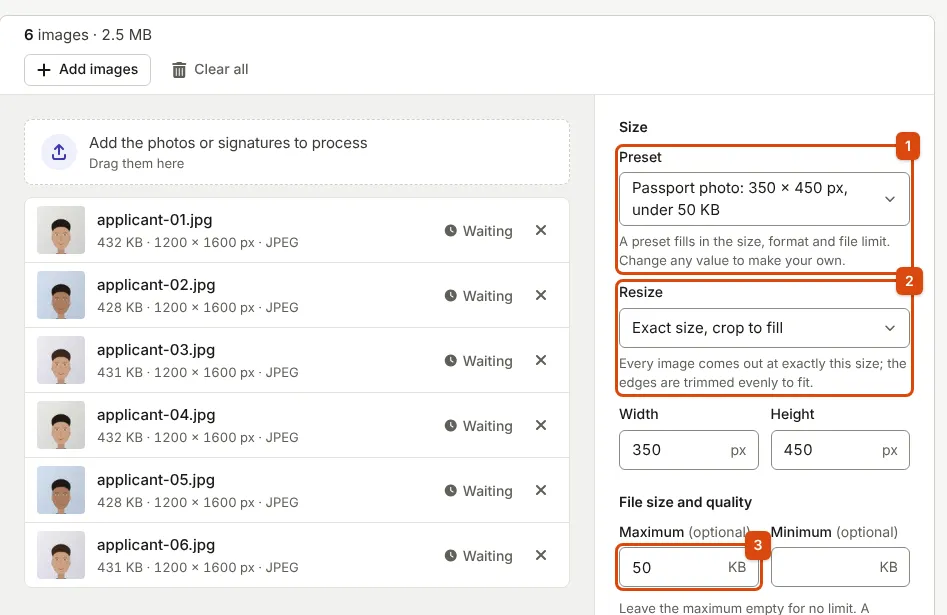 6 images · 2.5 MB
Add images
Clear all
Add the photos or signatures to process
Drag them here
applicant-01.jpg
432 KB · 1200 × 1600 px · JPEG
Waiting
applicant-02.jpg
428 KB · 1200 × 1600 px · JPEG
Waiting
applicant-03.jpg
431 KB · 1200 × 1600 px · JPEG
Waiting
applicant-04.jpg
432 KB · 1200 × 1600 px · JPEG
Waiting
applicant-05.jpg
428 KB · 1200 × 1600 px · JPEG
Waiting
applicant-06.jpg
431 KB · 1200 × 1600 px · JPEG
Waiting
Size
1
Preset
Passport photo: 350 × 450 px,
under 50 KB
A preset fills in the size, format and file limit.
Change any value to make your own.
2
Resize
Exact size, crop to fill
Every image comes out at exactly this size; the
edges are trimmed evenly to fit.
Width Height
350 px 450 px
File size and quality
Maximum (optional) Minimum (optional)
3
50 KB KB
Leave the maximum empty for no limit. A